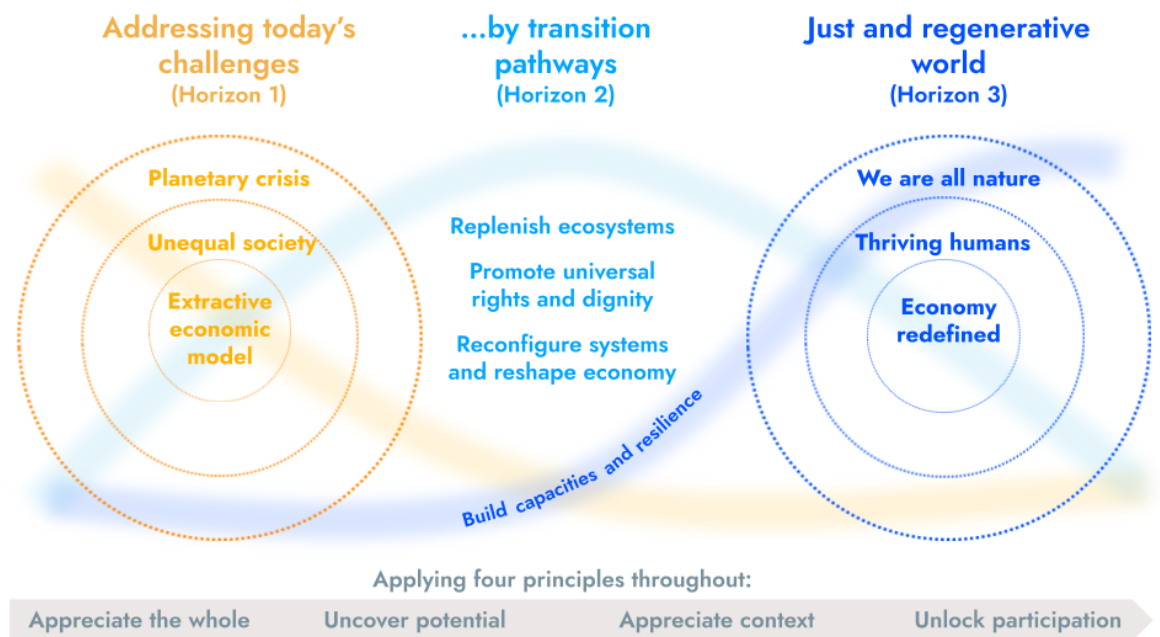 Addressing today's
challenges
(Horizon 1)
...by transition
pathways
(Horizon 2)
Just and regenerative
world
(Horizon 3)
Planetary crisis
Unequal society
Extractive
economic
model
Replenish ecosystems
Promote universal
rights and dignity
Reconfigure systems
and reshape economy
Build capacities and resilience
We are all nature
Thriving humans
Economy
redefined
Applying four principles throughout:
Appreciate the whole
Uncover potential
Appreciate context
Unlock participation